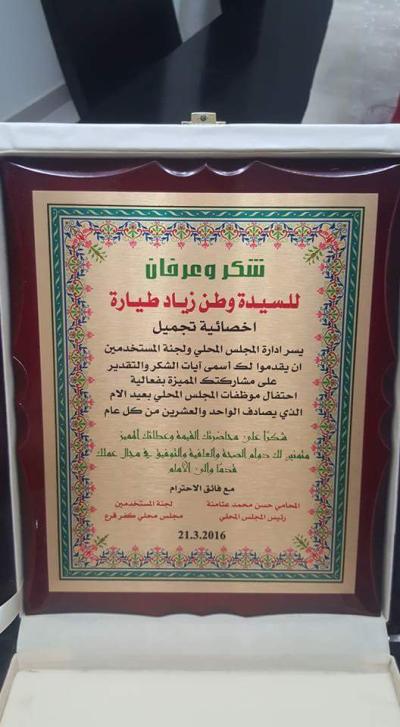 شكر وعرفان
للسيدة وطن زياد طيارة
اخصائية تجميل
يسر ادارة المجلس المحلي ولجنة المستخدمين
ان يقدموا لك أسمى آيات الشكر والتقدير
على مشاركتك المميزة بفعالية
احتفال موظفات المجلس المحلي بعيد الام
الذي يصادف الواحد والعشرين من كل عام
شكرًا على محاضرتك القيمة وعطائك المميز
متمنين لك دوام الصحة والعافية والتوفيق في مجال عملك
قدمًا والى الأمام
مع فائق الاحترام
المحامي حسن محمد عثامنة لجنة المستخدمين
رئيس المجلس المحلي مجلس محلي كفر قرع
21.3.2016